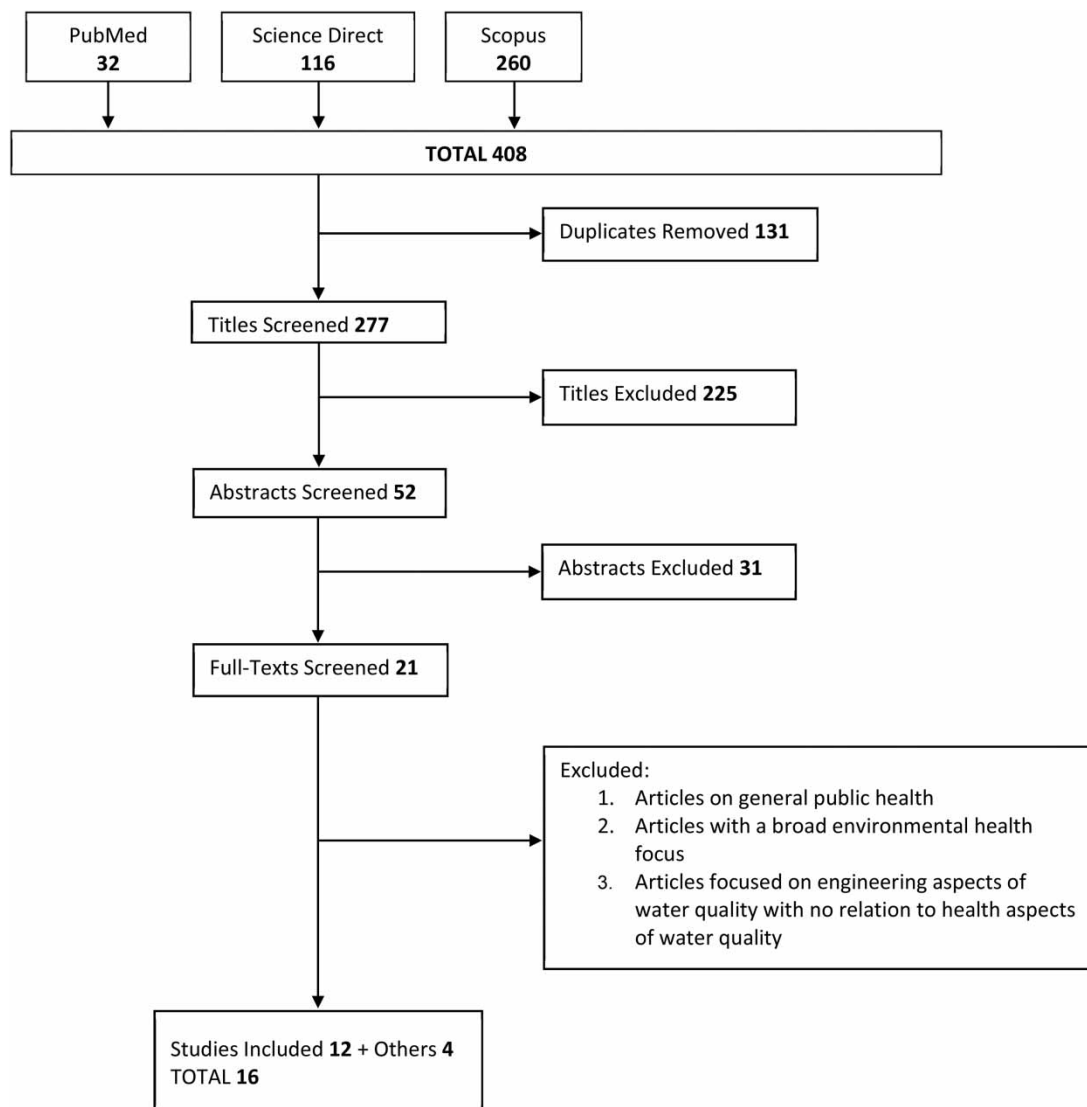 PubMed
32
Science Direct
116
Scopus
260
TOTAL 408
Duplicates Removed 131
Titles Screened 277
Titles Excluded 225
Abstracts Screened 52
Abstracts Excluded 31
Full-Texts Screened 21
Excluded:
1. Articles on general public health
2. Articles with a broad environmental health
focus
3. Articles focused on engineering aspects of
water quality with no relation to health aspects
of water quality
Studies Included 12 + Others 4
TOTAL 16